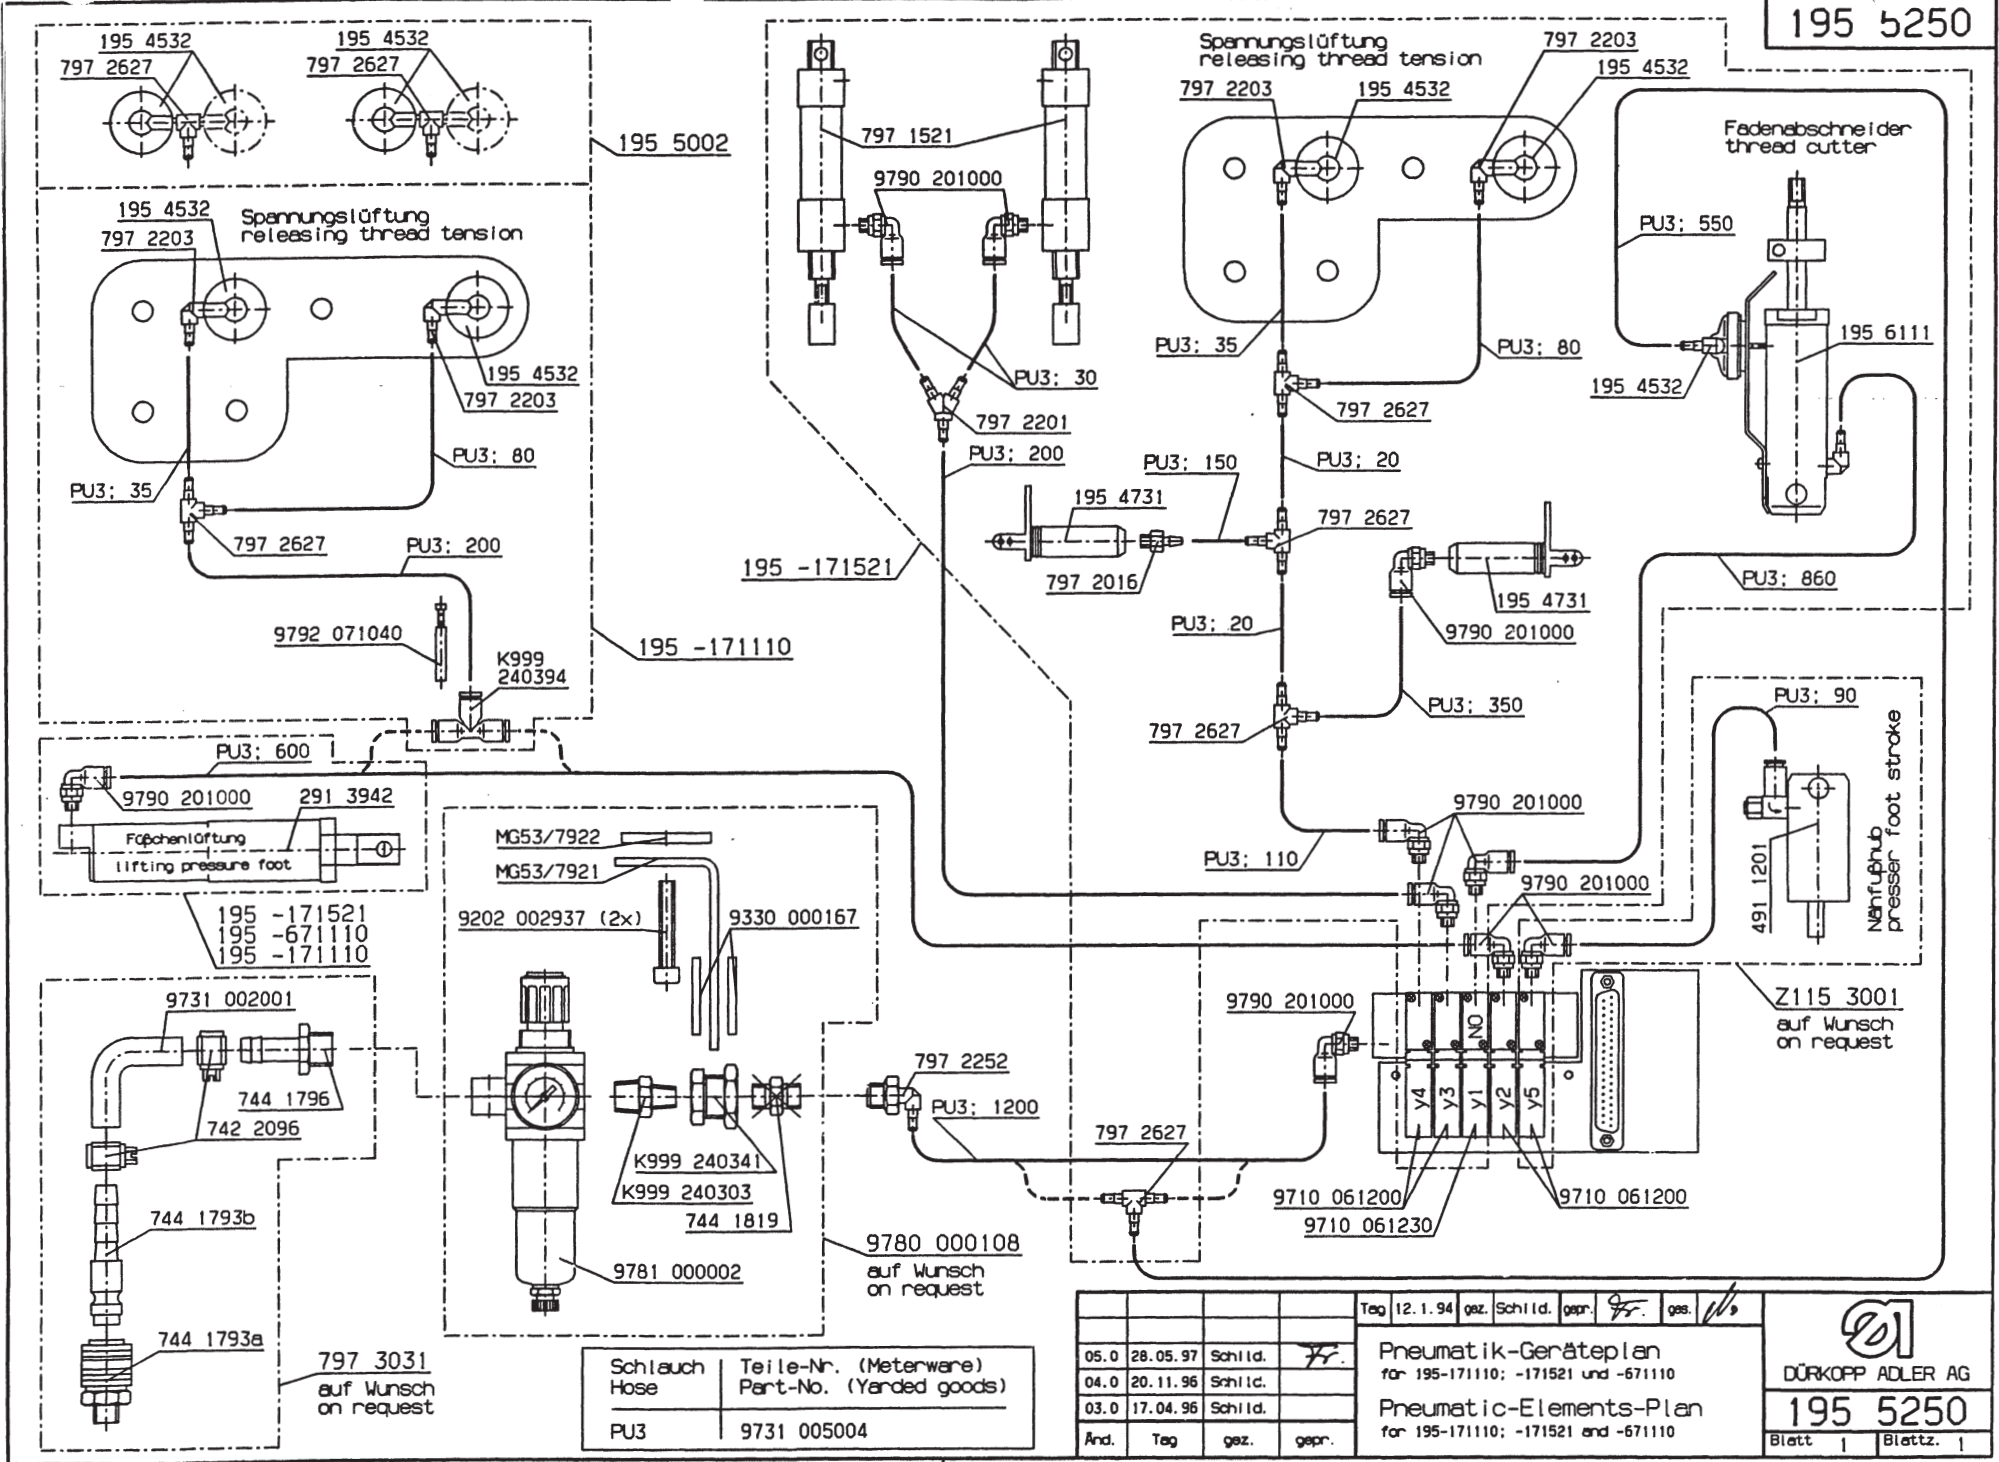 195 5250
195 4532
797 2627
195 4532
797 2627
195 5002
195 4532
797 2203
Spannungslüftung
releasing thread tension
195 4532
797 2203
PU3; 80
PU3; 35
797 2627
PU3; 200
9792 071040
K999
240394
195 -171110
PU3; 600
9790 201000
291 3942
Füßchenlüftung
lifting pressure foot
195 -171521
195 -671110
195 -171110
797 1521
9790 201000
PU3; 30
797 2201
PU3; 200
195 -171521
Spannungslüftung
releasing thread tension
797 2203
195 4532
797 2203
195 4532
PU3; 35
PU3; 80
797 2627
PU3; 20
PU3; 150
195 4731
797 2016
797 2627
195 4731
9790 201000
PU3; 20
PU3; 350
797 2627
PU3; 110
Fadenabschneider
thread cutter
PU3; 550
195 6111
195 4532
PU3; 860
PU3; 90
491 1201
Nähfußhub
presser foot stroke
9790 201000
9790 201000
Z115 3001
auf Wunsch
on request
9790 201000
NO
y4
y3
y1
y2
y5
9710 061200
9710 061230
9710 061200
797 2252
PU3; 1200
797 2627
MG53/7922
MG53/7921
9202 002937 (2x)
9330 000167
K999 240341
K999 240303
744 1819
9781 000002
9780 000108
auf Wunsch
on request
9731 002001
744 1796
742 2096
744 1793b
744 1793a
797 3031
auf Wunsch
on request
Schlauch
Hose
Teile-Nr. (Meterware)
Part-No. (Yarded goods)
PU3
9731 005004
Tag 12.1.94 gez. Schild. gepr. Fr. ges.
05.0 28.05.97 Schild. Fr.
04.0 20.11.96 Schild.
03.0 17.04.96 Schild.
Änd. Tag gez. gepr.
Pneumatik-Geräteplan
für 195-171110; -171521 und -671110
Pneumatic-Elements-Plan
for 195-171110; -171521 and -671110
DÜRKOPP ADLER AG
195 5250
Blatt 1 Blattz. 1